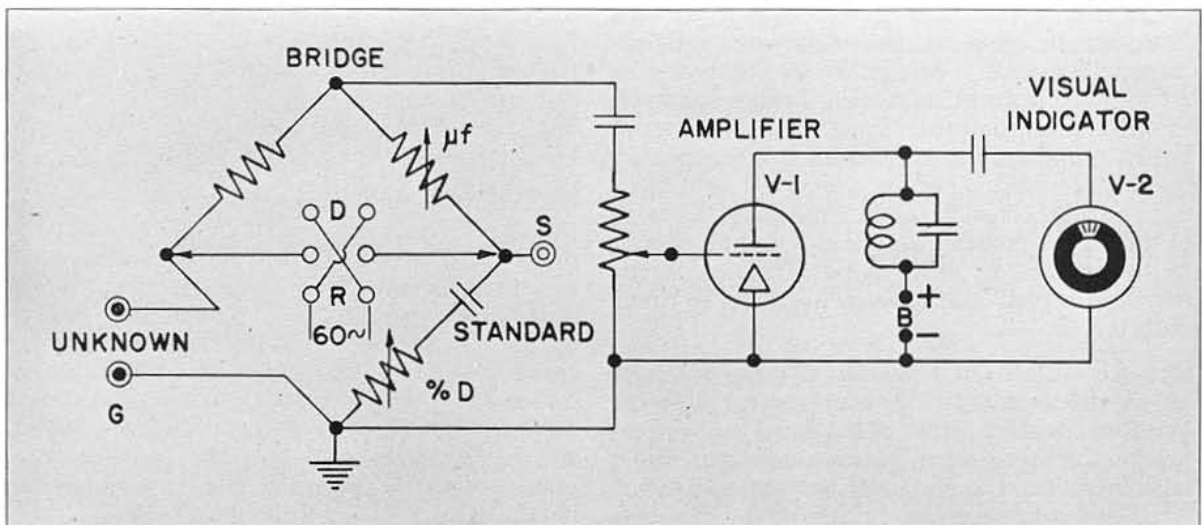 BRIDGE
μf
D
R
60~
S
STANDARD
% D
UNKNOWN
G
AMPLIFIER
V-1
+
B
-
VISUAL
INDICATOR
V-2